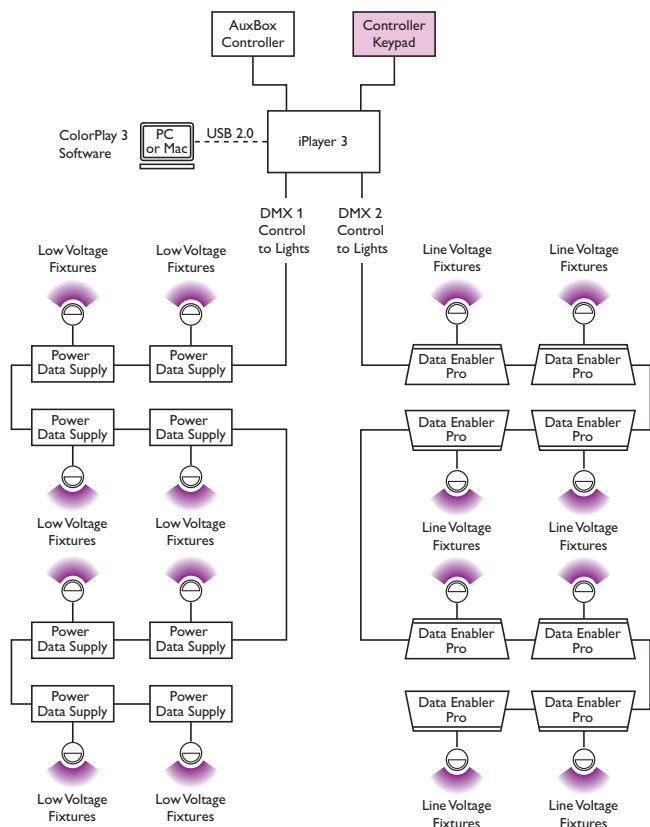 AuxBox
Controller
Controller
Keypad
ColorPlay 3
Software
PC
or Mac
USB 2.0
iPlayer 3
DMX 1
Control
to Lights
DMX 2
Control
to Lights
Low Voltage
Fixtures
Low Voltage
Fixtures
Line Voltage
Fixtures
Line Voltage
Fixtures
Power
Data Supply
Power
Data Supply
Data Enabler
Pro
Data Enabler
Pro
Power
Data Supply
Power
Data Supply
Data Enabler
Pro
Data Enabler
Pro
Low Voltage
Fixtures
Low Voltage
Fixtures
Line Voltage
Fixtures
Line Voltage
Fixtures
Power
Data Supply
Power
Data Supply
Data Enabler
Pro
Data Enabler
Pro
Power
Data Supply
Power
Data Supply
Data Enabler
Pro
Data Enabler
Pro
Low Voltage
Fixtures
Low Voltage
Fixtures
Line Voltage
Fixtures
Line Voltage
Fixtures